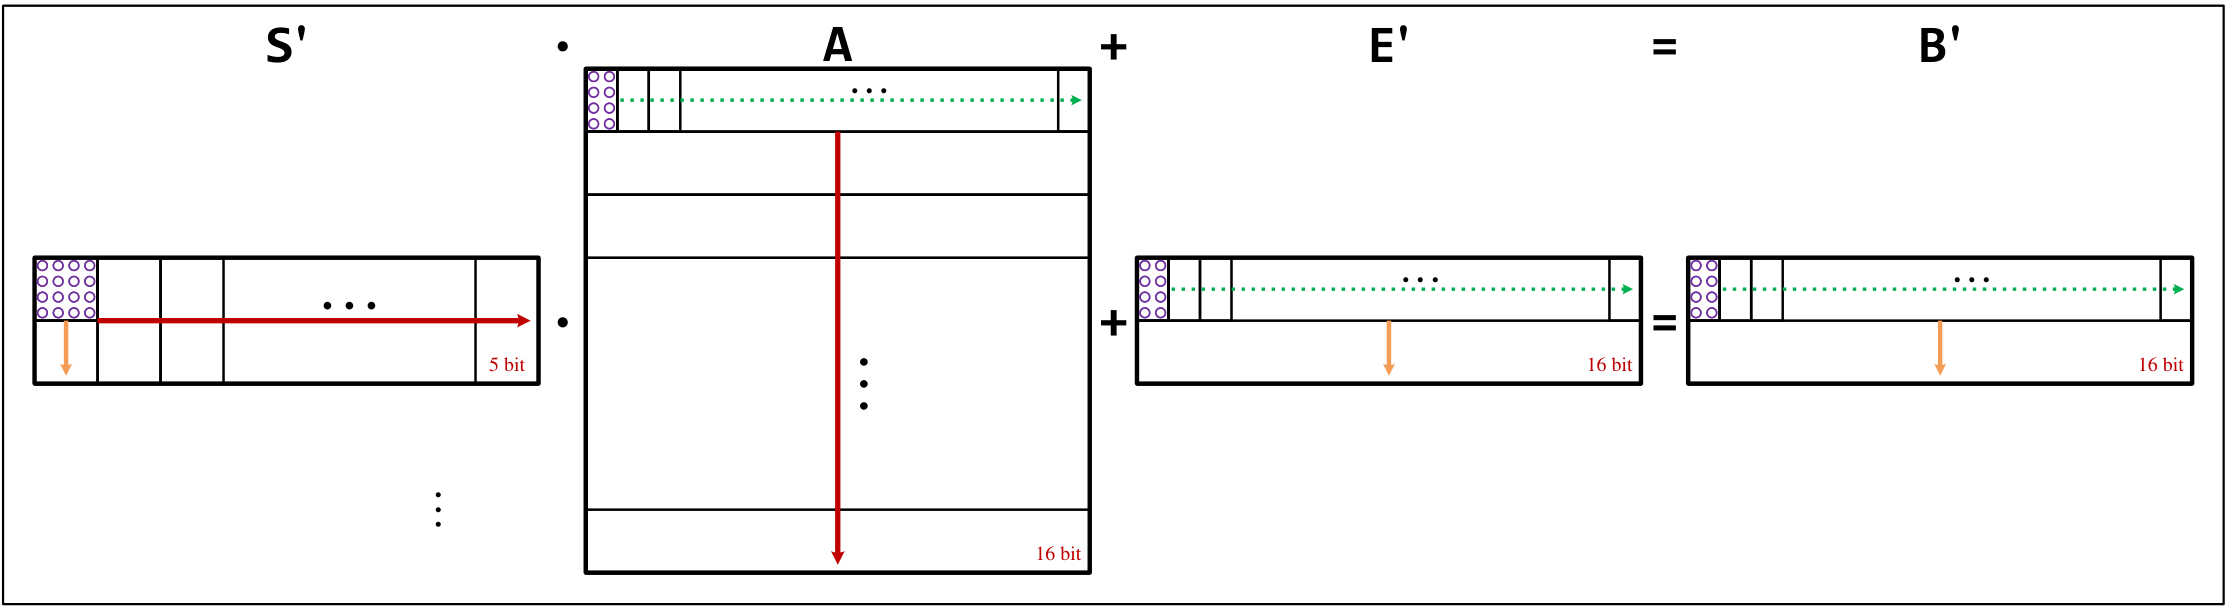 S' · A + E' = B'
...
... ...
... · + =
5 bit 16 bit 16 bit
⋮
⋮
16 bit